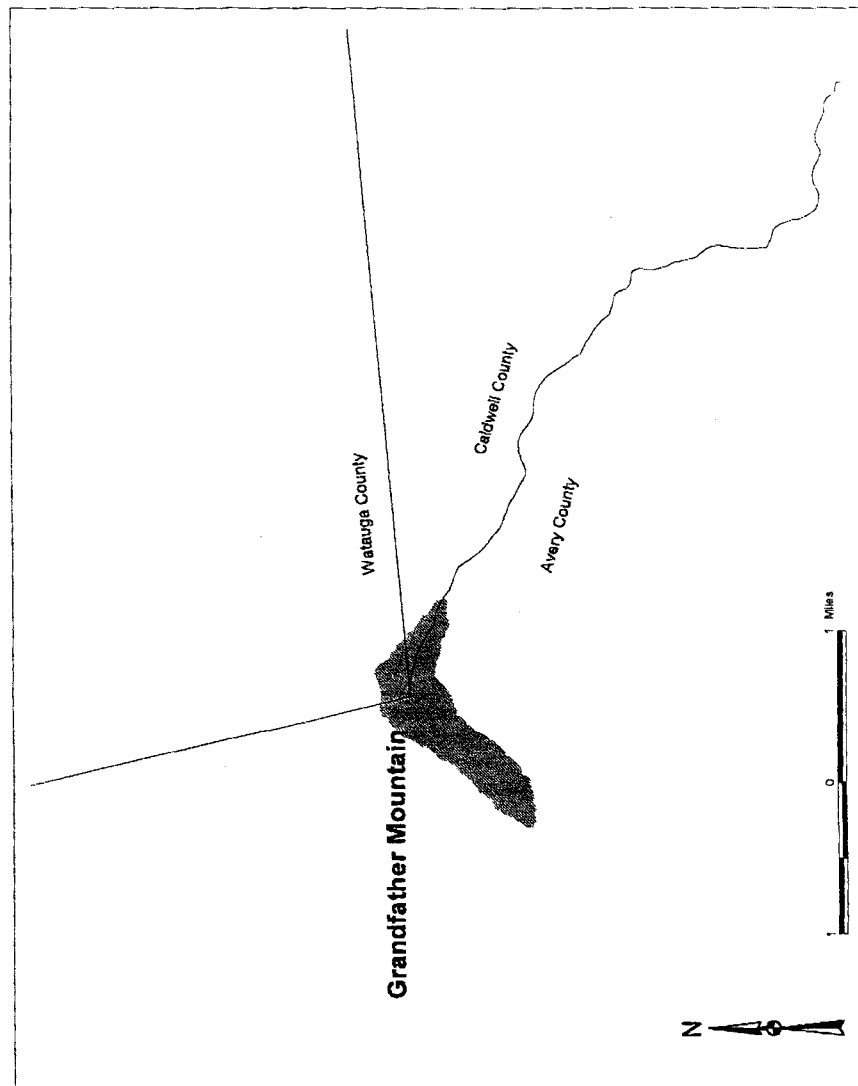 Watauga County
Caldwell County
Avery County
Grandfather Mountain
N
1 0 1 Miles